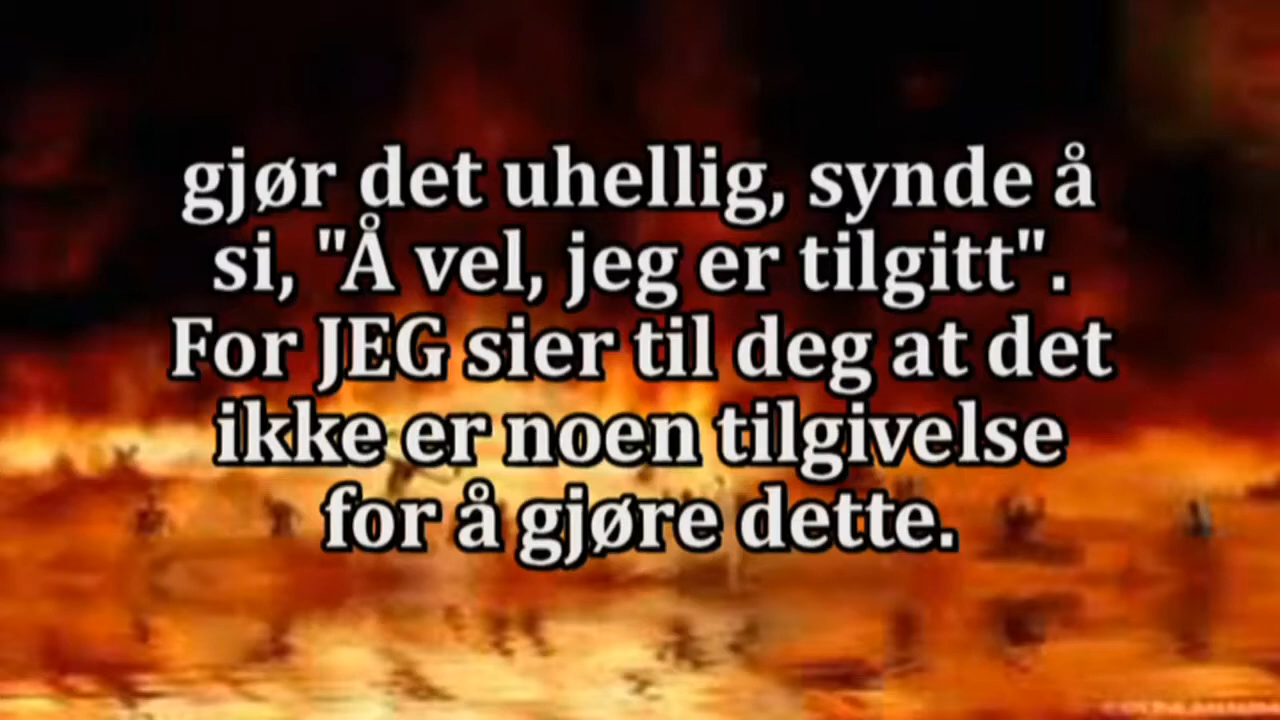 gjør det uhellig, synde å
si, "Å vel, jeg er tilgitt".
For JEG sier til deg at det
ikke er noen tilgivelse
for å gjøre dette.